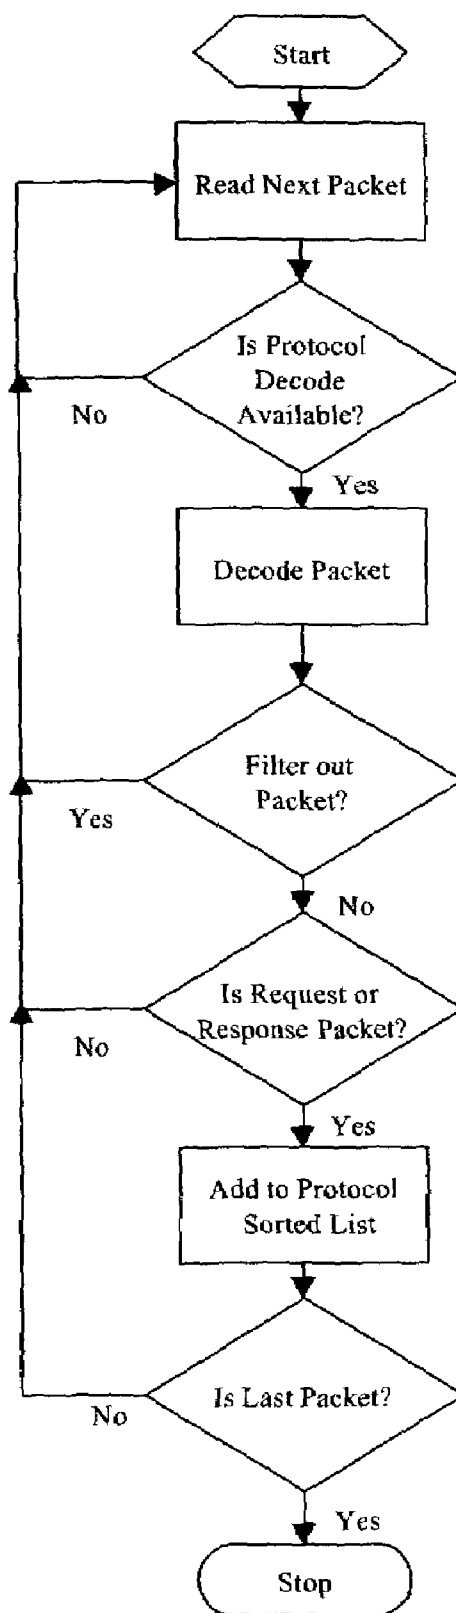 Start
Read Next Packet
Is Protocol
Decode
Available?
No
Yes
Decode Packet
Filter out
Packet?
Yes
No
Is Request or
Response Packet?
No
Yes
Add to Protocol
Sorted List
Is Last Packet?
No
Yes
Stop